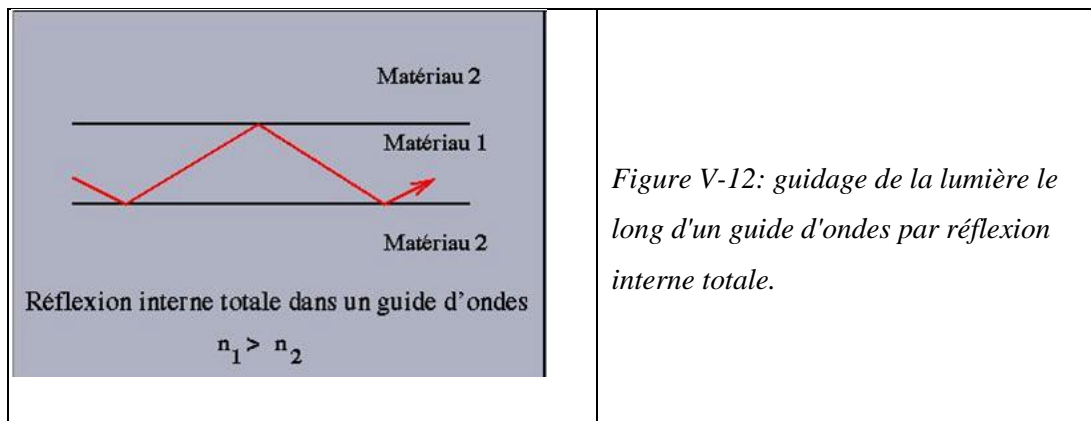 Matériau 2
Matériau 1
Matériau 2
Réflexion interne totale dans un guide d'ondes
n1 > n2
Figure V-12: guidage de la lumière le
long d'un guide d'ondes par réflexion
interne totale.